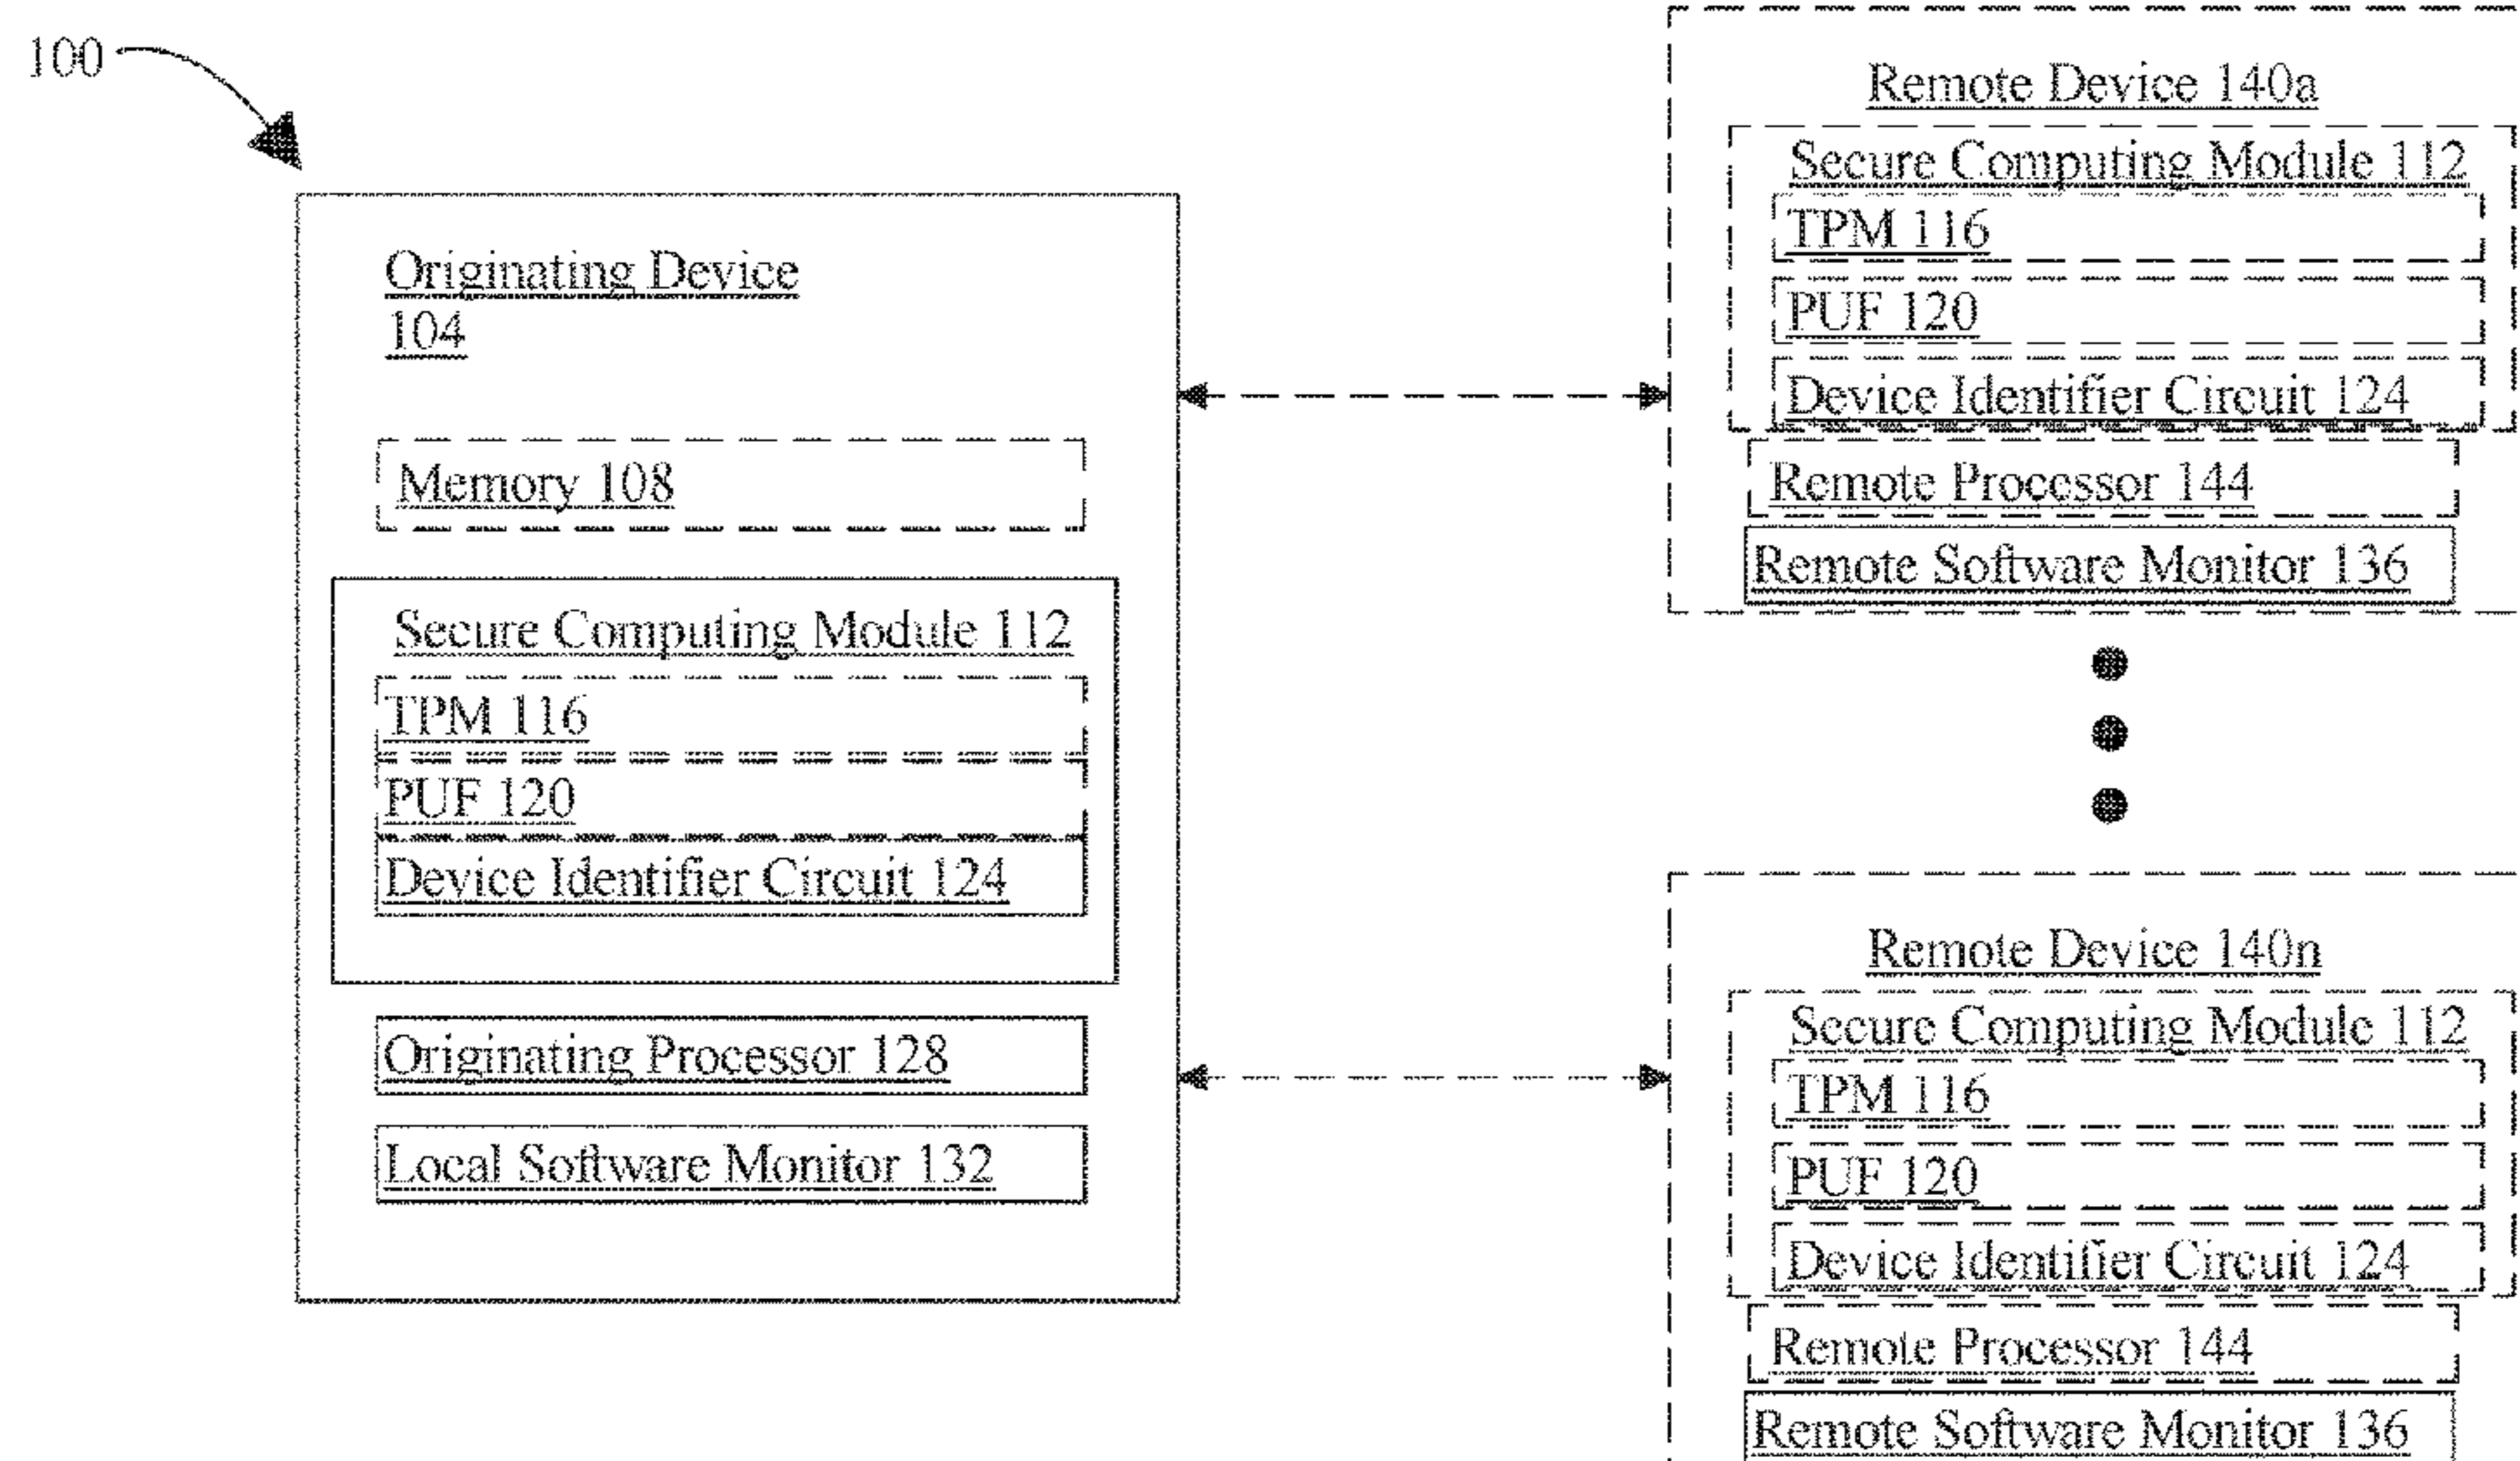 100
Originating Device
104
Memory 108
Secure Computing Module 112
TPM 116
PUF 120
Device Identifier Circuit 124
Originating Processor 128
Local Software Monitor 132
Remote Device 140a
Secure Computing Module 112
TPM 116
PUF 120
Device Identifier Circuit 124
Remote Processor 144
Remote Software Monitor 136
Remote Device 140n
Secure Computing Module 112
TPM 116
PUF 120
Device Identifier Circuit 124
Remote Processor 144
Remote Software Monitor 136